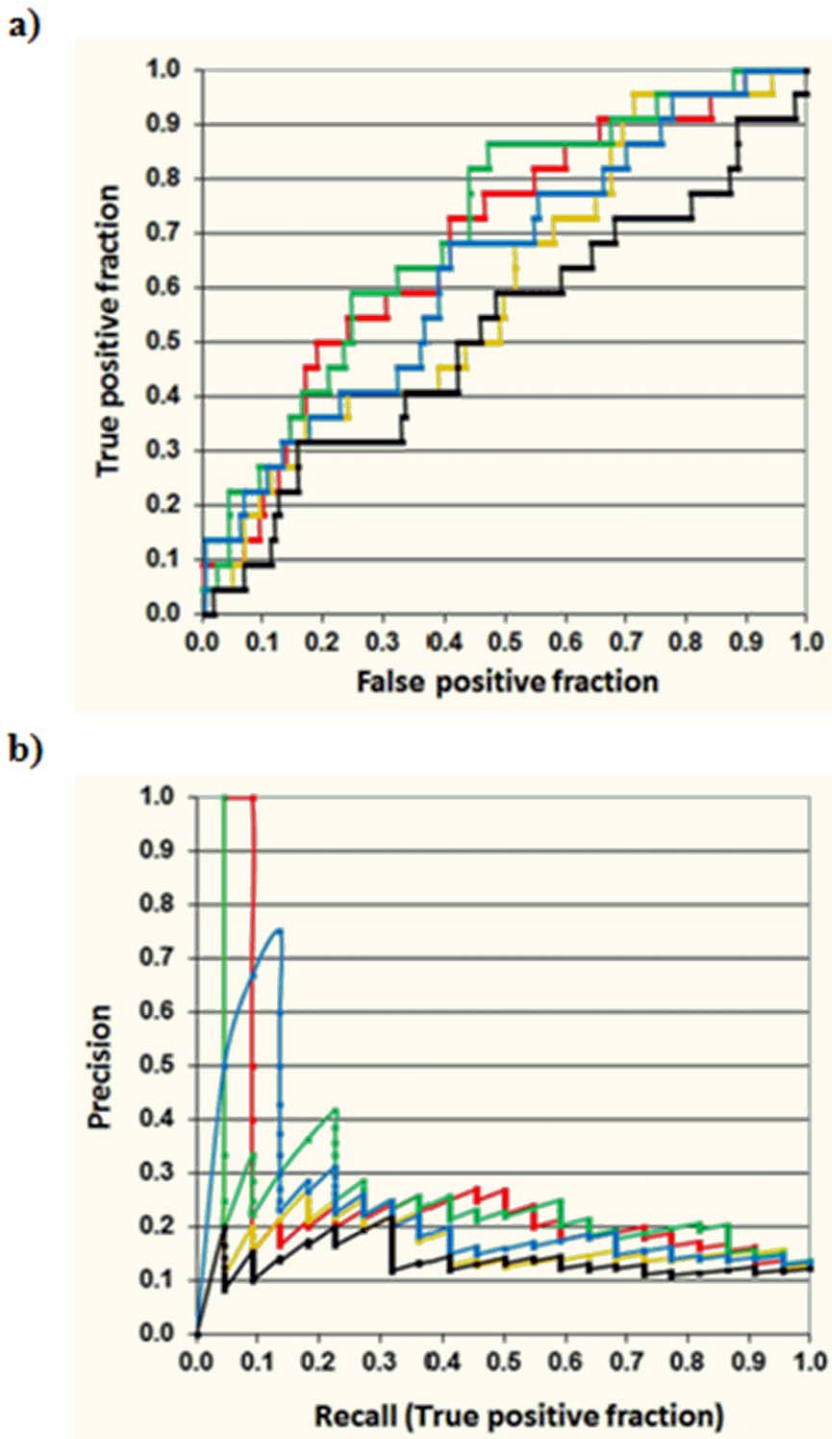 a)
1.0
0.9
0.8
0.7
0.6
0.5
0.4
0.3
0.2
0.1
0.0
True positive fraction
0.0 0.1 0.2 0.3 0.4 0.5 0.6 0.7 0.8 0.9 1.0
False positive fraction
b)
1.0
0.9
0.8
0.7
0.6
0.5
0.4
0.3
0.2
0.1
0.0
Precision
0.0 0.1 0.2 0.3 0.4 0.5 0.6 0.7 0.8 0.9 1.0
Recall (True positive fraction)